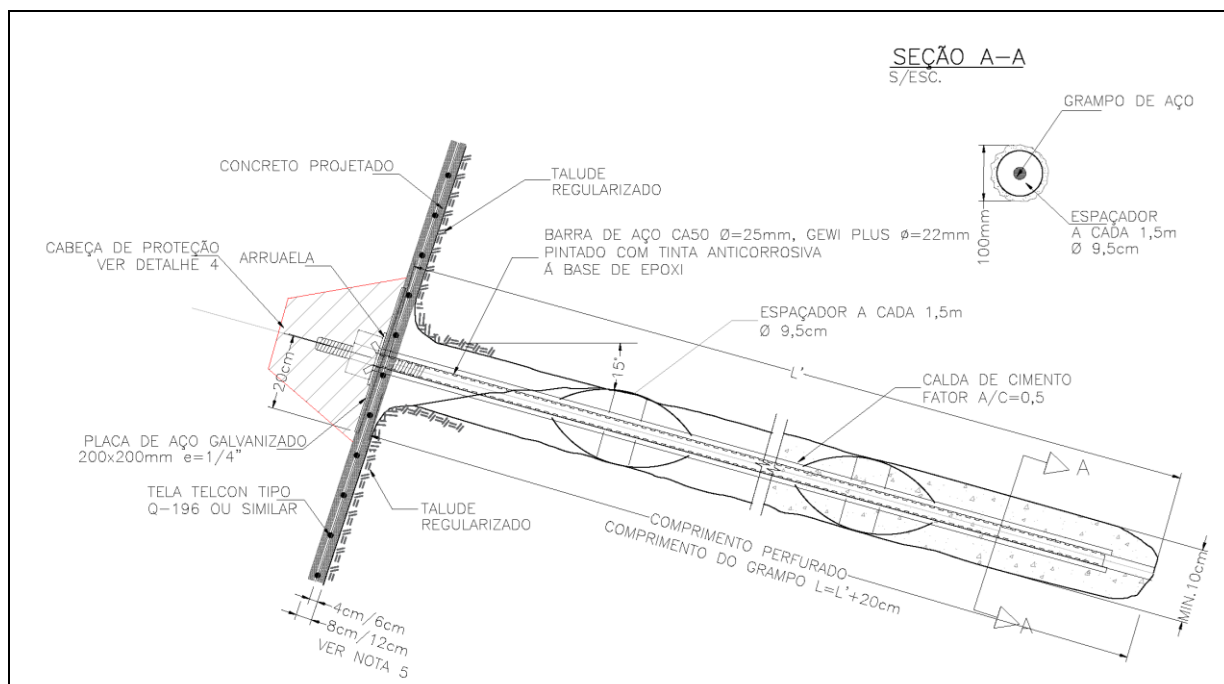 SEÇÃO A-A
S/ESC.
GRAMPO DE AÇO
100mm
ESPAÇADOR
A CADA 1,5m
Ø 9,5cm
CONCRETO PROJETADO
TALUDE
REGULARIZADO
CABEÇA DE PROTEÇÃO
VER DETALHE 4
ARRUAELA
BARRA DE AÇO CA50 Ø=25mm, GEWI PLUS ø=22mm
PINTADO COM TINTA ANTICORROSIVA
Á BASE DE EPOXI
ESPAÇADOR A CADA 1,5m
Ø 9,5cm
15°
L'
20cm
CALDA DE CIMENTO
FATOR A/C=0,5
PLACA DE AÇO GALVANIZADO
200x200mm e=1/4"
A
TELA TELCON TIPO
Q-196 OU SIMILAR
TALUDE
REGULARIZADO
COMPRIMENTO PERFURADO
COMPRIMENTO DO GRAMPO L=L'+20cm
MIN.10cm
A
4cm/6cm
8cm/12cm
VER NOTA 5